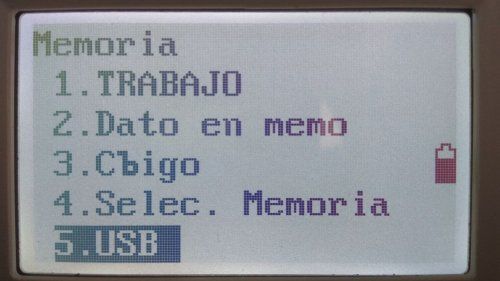 Memoria
1.TRABAJO
2.Dato en memo
3.Cъigo
4.Selec. Memoria
5.USB